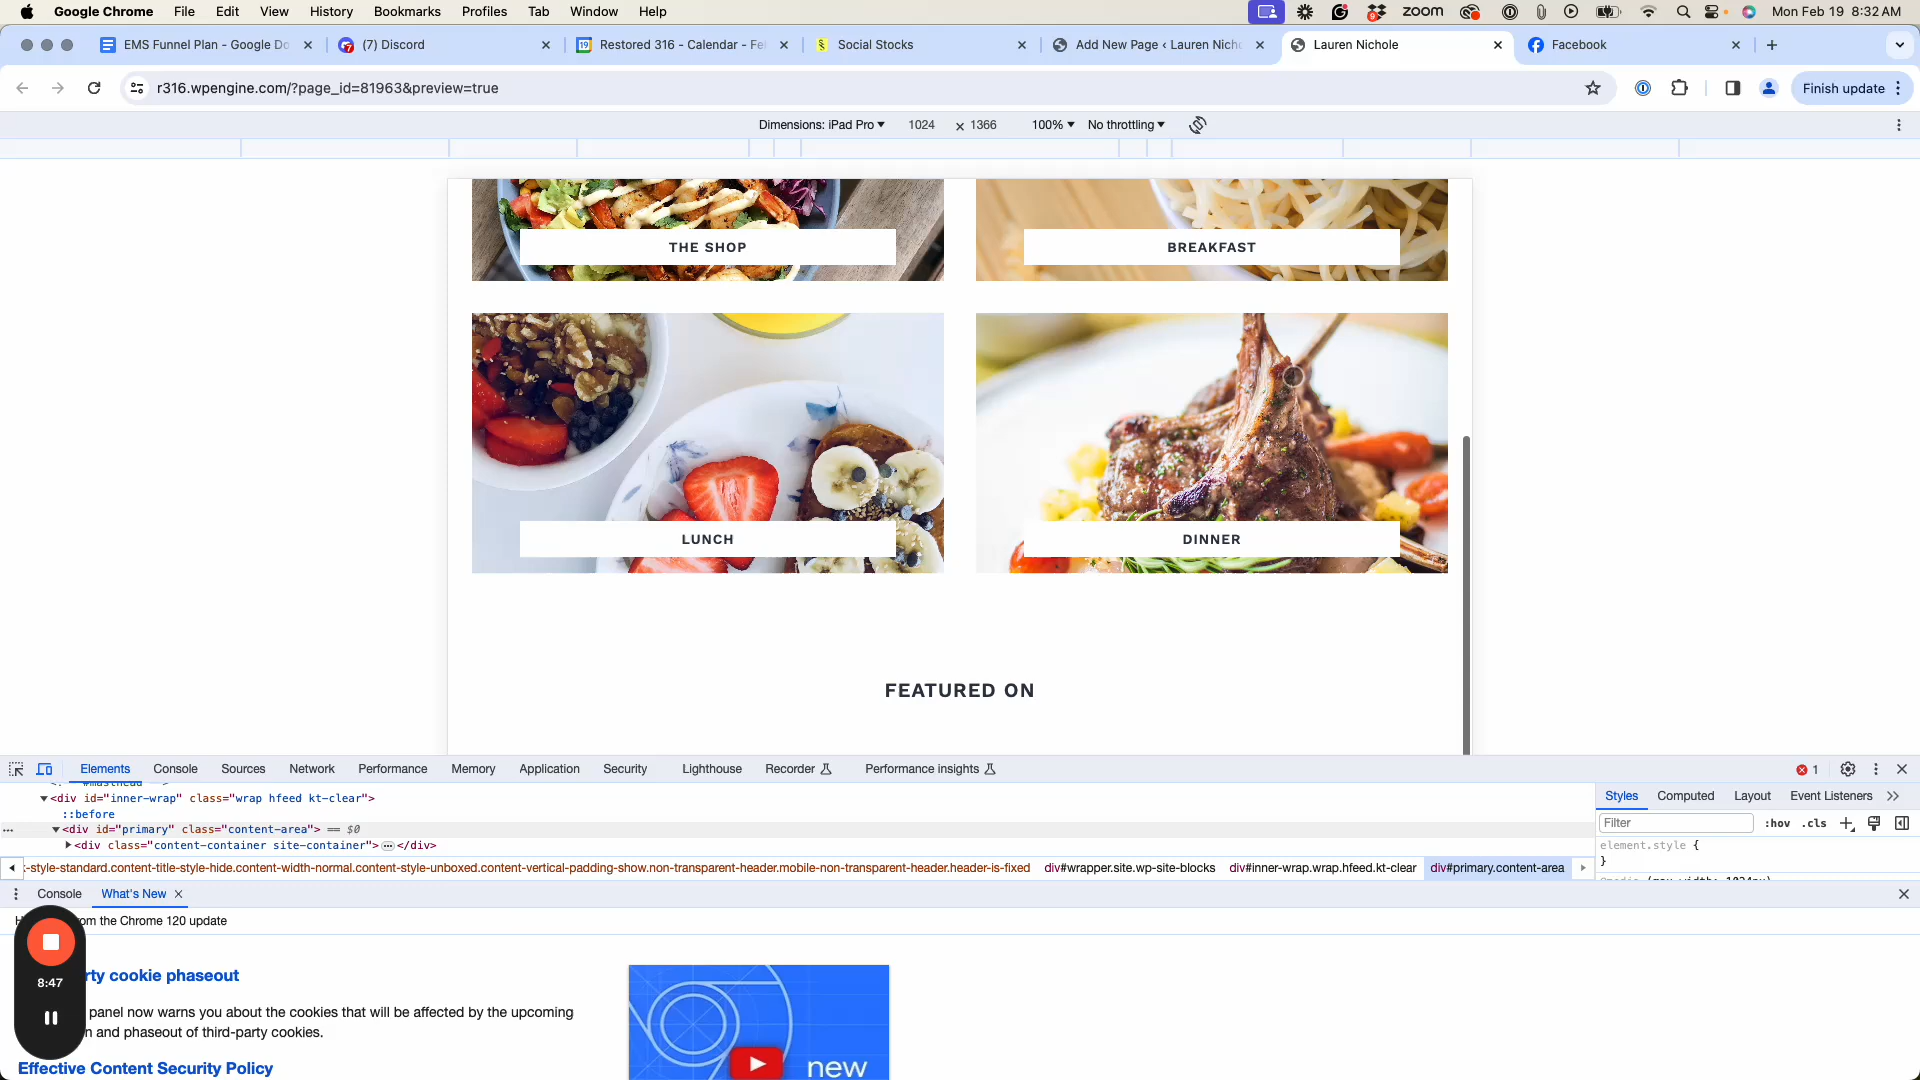 Google Chrome File Edit View History Bookmarks Profiles Tab Window Help
zoom Mon Feb 19 8:32 AM
EMS Funnel Plan - Google Do
(7) Discord
Restored 316 - Calendar - Fe
Social Stocks
Add New Page ‹ Lauren Nicho
Lauren Nichole
Facebook
r316.wpengine.com/?page_id=81963&preview=true
Finish update
Dimensions: iPad Pro 1024 × 1366 100% No throttling
THE SHOP
BREAKFAST
LUNCH
DINNER
FEATURED ON
Elements Console Sources Network Performance Memory Application Security Lighthouse Recorder Performance insights 1
<div id="inner-wrap" class="wrap hfeed kt-clear">
::before
<div id="primary" class="content-area"> == $0
<div class="content-container site-container"> … </div>
-style-standard.content-title-style-hide.content-width-normal.content-style-unboxed.content-vertical-padding-show.non-transparent-header.mobile-non-transparent-header.header-is-fixed div#wrapper.site.wp-site-blocks div#inner-wrap.wrap.hfeed.kt-clear div#primary.content-area
Styles Computed Layout Event Listeners
Filter :hov .cls
element.style {
}
Console What's New
om the Chrome 120 update
rty cookie phaseout
panel now warns you about the cookies that will be affected by the upcoming
n and phaseout of third-party cookies.
Effective Content Security Policy
8:47
new